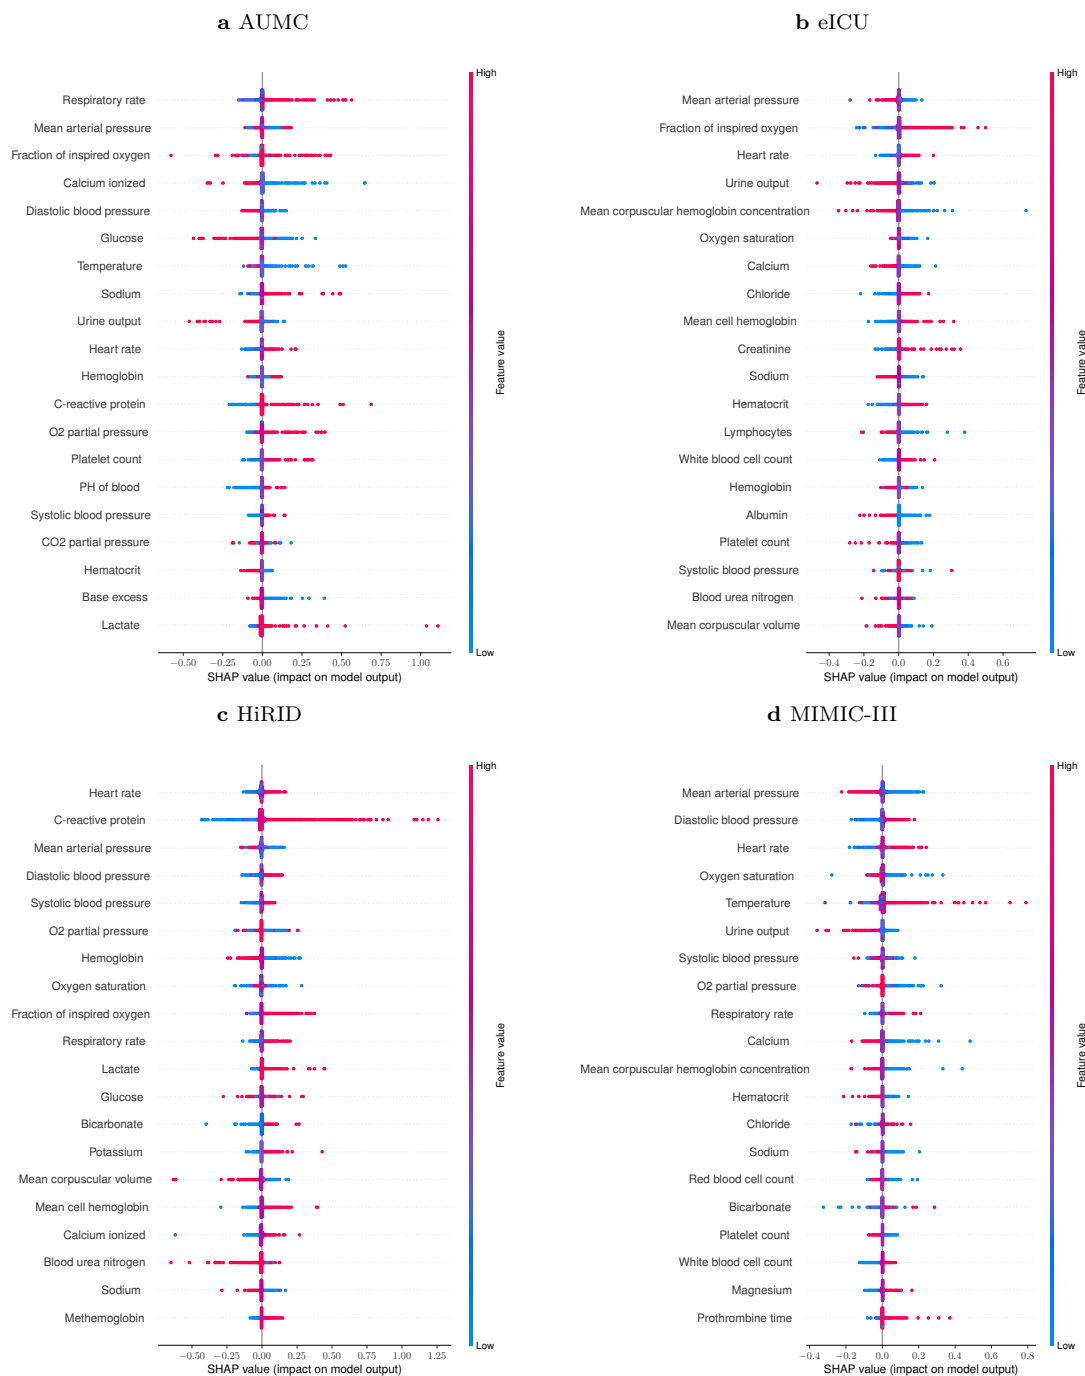 a AUMC
High
Respiratory rate
Mean arterial pressure
Fraction of inspired oxygen
Calcium ionized
Diastolic blood pressure
Glucose
Temperature
Sodium
Urine output
Heart rate
Hemoglobin
C-reactive protein
O2 partial pressure
Platelet count
PH of blood
Systolic blood pressure
CO2 partial pressure
Hematocrit
Base excess
Lactate
Feature value
Low
−0.50 −0.25 0.00 0.25 0.50 0.75 1.00
SHAP value (impact on model output)
b eICU
High
Mean arterial pressure
Fraction of inspired oxygen
Heart rate
Urine output
Mean corpuscular hemoglobin concentration
Oxygen saturation
Calcium
Chloride
Mean cell hemoglobin
Creatinine
Sodium
Hematocrit
Lymphocytes
White blood cell count
Hemoglobin
Albumin
Platelet count
Systolic blood pressure
Blood urea nitrogen
Mean corpuscular volume
Feature value
Low
−0.4 −0.2 0.0 0.2 0.4 0.6
SHAP value (impact on model output)
c HiRID
High
Heart rate
C-reactive protein
Mean arterial pressure
Diastolic blood pressure
Systolic blood pressure
O2 partial pressure
Hemoglobin
Oxygen saturation
Fraction of inspired oxygen
Respiratory rate
Lactate
Glucose
Bicarbonate
Potassium
Mean corpuscular volume
Mean cell hemoglobin
Calcium ionized
Blood urea nitrogen
Sodium
Methemoglobin
Feature value
Low
−0.50 −0.25 0.00 0.25 0.50 0.75 1.00 1.25
SHAP value (impact on model output)
d MIMIC-III
High
Mean arterial pressure
Diastolic blood pressure
Heart rate
Oxygen saturation
Temperature
Urine output
Systolic blood pressure
O2 partial pressure
Respiratory rate
Calcium
Mean corpuscular hemoglobin concentration
Hematocrit
Chloride
Sodium
Red blood cell count
Bicarbonate
Platelet count
White blood cell count
Magnesium
Prothrombine time
Feature value
Low
−0.4 −0.2 0.0 0.2 0.4 0.6 0.8
SHAP value (impact on model output)